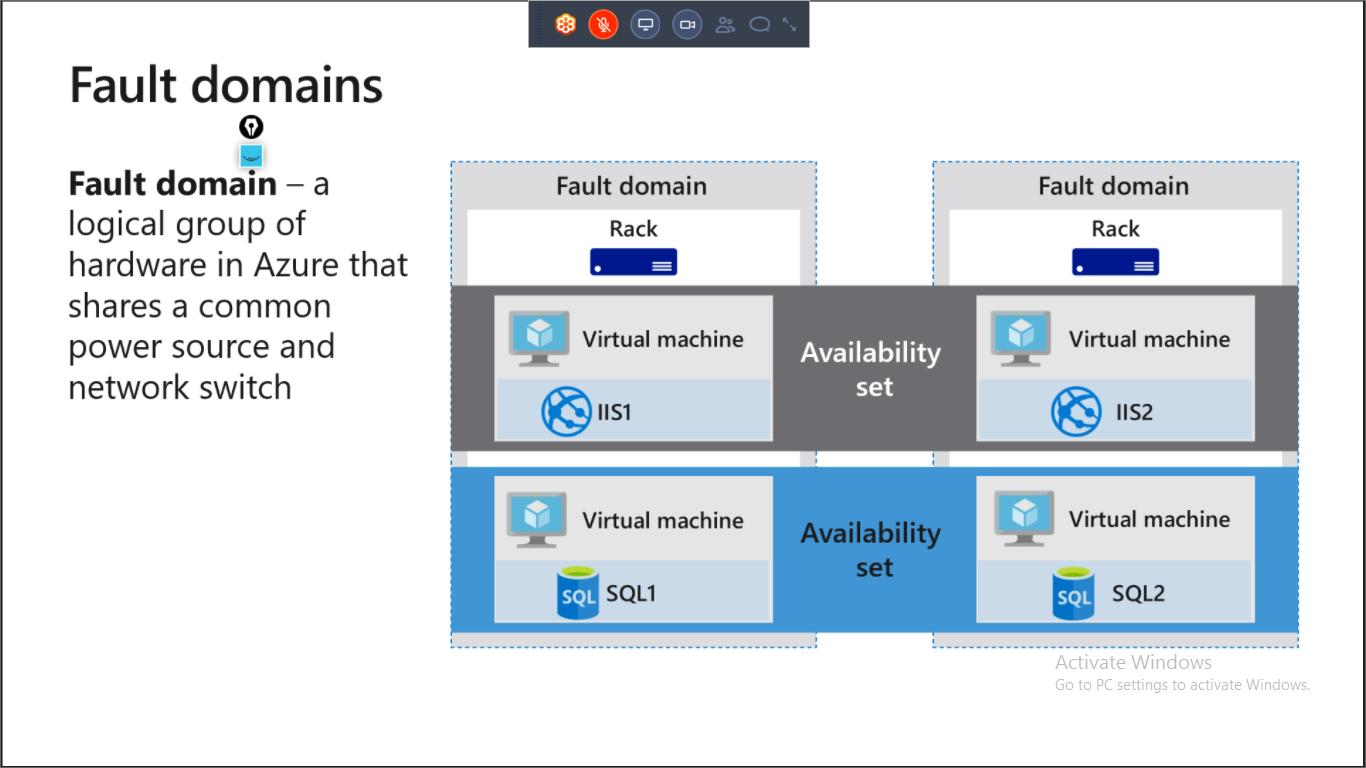 Fault domains
Fault domain – a
logical group of
hardware in Azure that
shares a common
power source and
network switch
Fault domain
Rack
Fault domain
Rack
Virtual machine
IIS1
Availability
set
Virtual machine
IIS2
Virtual machine
SQL SQL1
Availability
set
Virtual machine
SQL SQL2
Activate Windows
Go to PC settings to activate Windows.